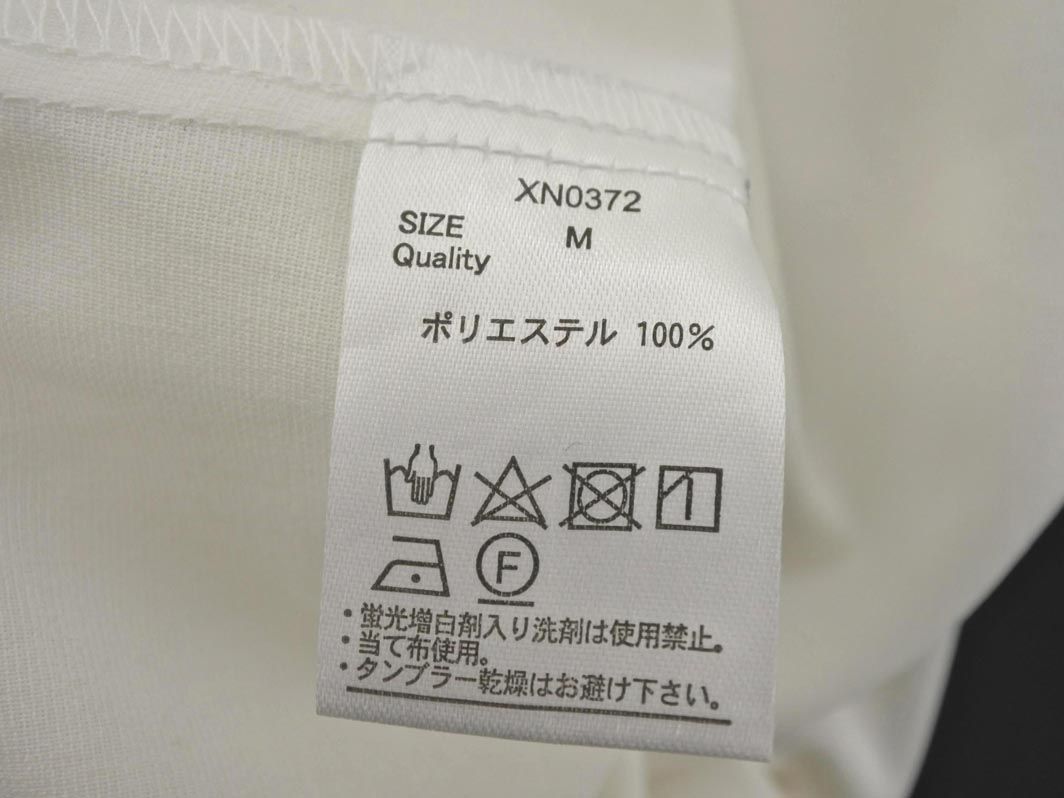 XN0372
SIZE M
Quality
ポリエステル 100%
F
・蛍光増白剤入り洗剤は使用禁止。
・当て布使用。
・タンブラー乾燥はお避け下さい。